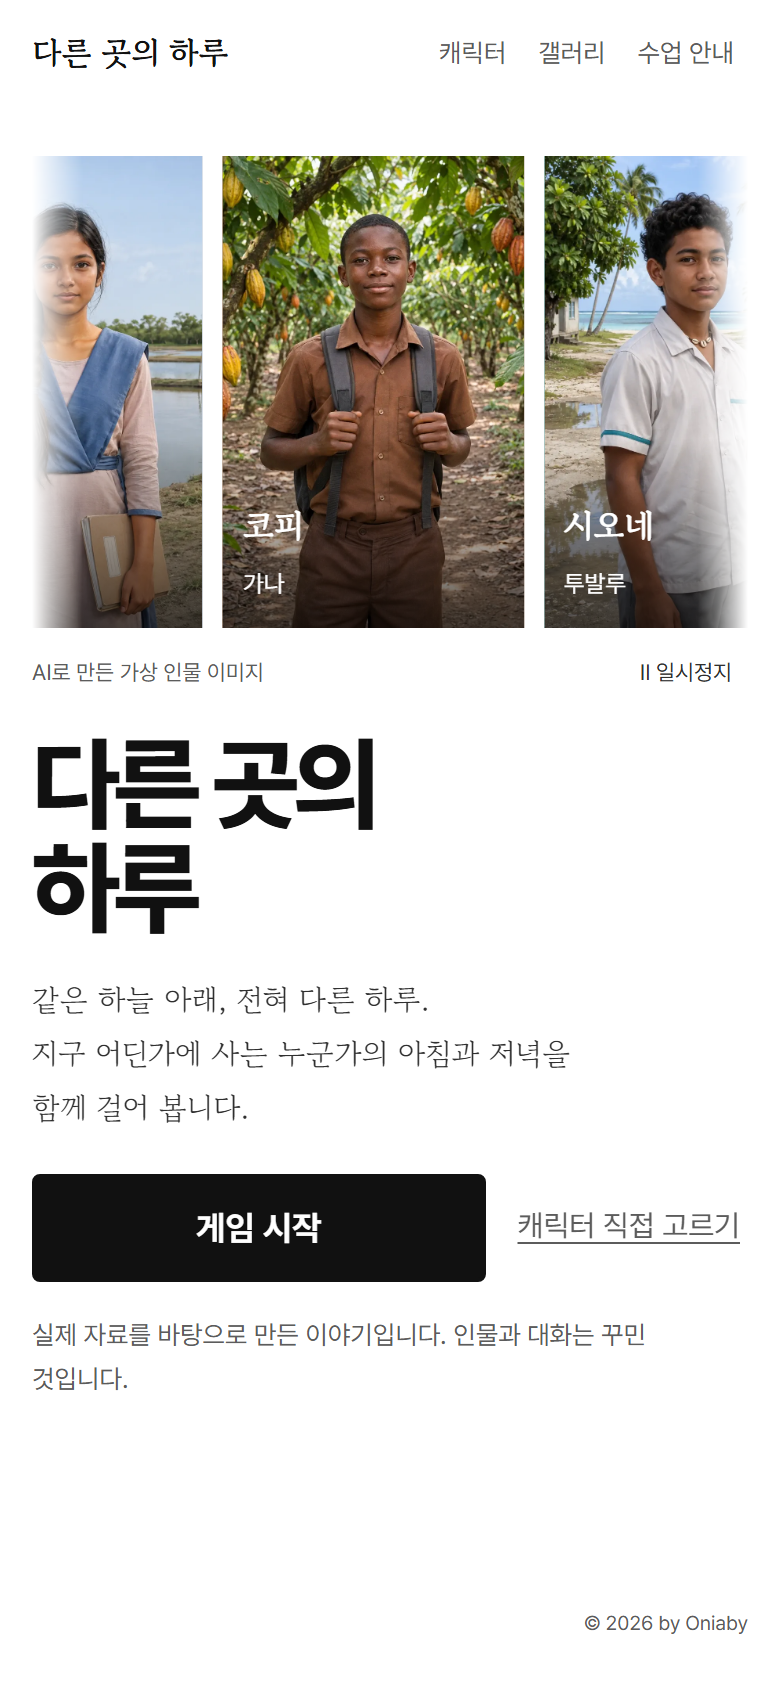 다른 곳의 하루
캐릭터 갤러리 수업 안내
코피
가나
시오네
투발루
AI로 만든 가상 인물 이미지
II 일시정지
다른 곳의
하루
같은 하늘 아래, 전혀 다른 하루.
지구 어딘가에 사는 누군가의 아침과 저녁을
함께 걸어 봅니다.
게임 시작
캐릭터 직접 고르기
실제 자료를 바탕으로 만든 이야기입니다. 인물과 대화는 꾸민
것입니다.
© 2026 by Oniaby